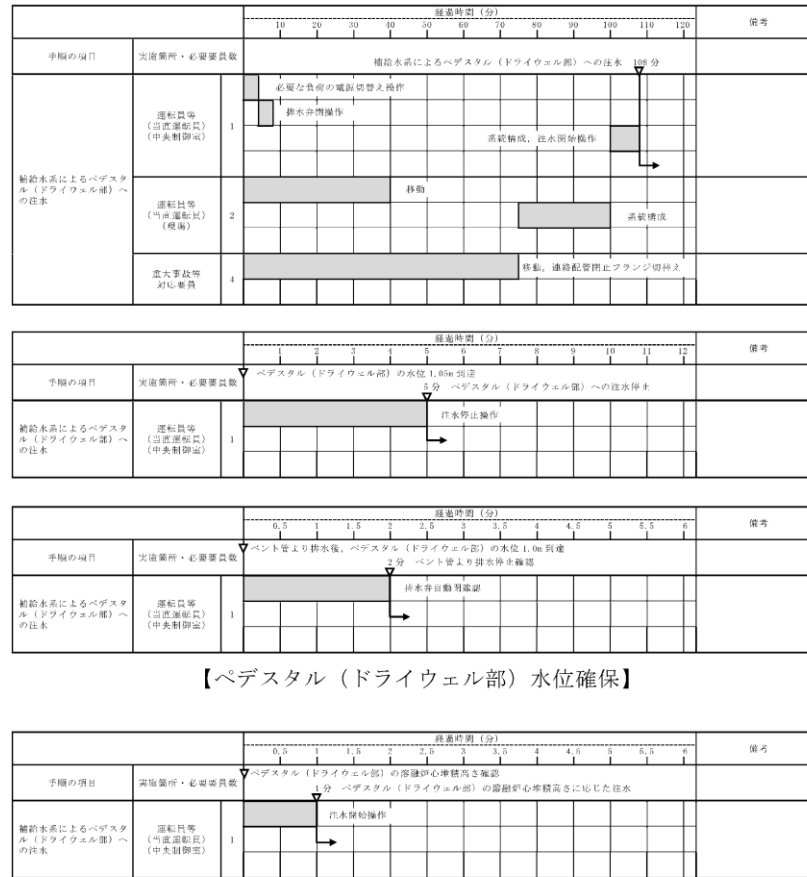 経過時間（分）
備考
10 20 30 40 50 60 70 80 90 100 110 120
手順の項目
実施箇所・必要要員数
補給水系によるペデスタル（ドライウェル部）への注水 108分
必要な負荷の電源切替え操作
排水弁閉操作
系統構成，注水開始操作
運転員等
（当直運転員）
（中央制御室）
1
補給水系によるペデスタ
ル（ドライウェル部）へ
の注水
移動
系統構成
運転員等
（当直運転員）
（現場）
2
移動，連絡配管閉止フランジ切替え
重大事故等
対応要員
4
経過時間（分）
備考
1 2 3 4 5 6 7 8 9 10 11 12
手順の項目
実施箇所・必要要員数
ペデスタル（ドライウェル部）の水位1.05m到達
5分 ペデスタル（ドライウェル部）への注水停止
補給水系によるペデスタ
ル（ドライウェル部）へ
の注水
運転員等
（当直運転員）
（中央制御室）
1
注水停止操作
経過時間（分）
備考
0.5 1 1.5 2 2.5 3 3.5 4 4.5 5 5.5 6
手順の項目
実施箇所・必要要員数
ベント管より排水後，ペデスタル（ドライウェル部）の水位1.0m到達
2分 ベント管より排水停止確認
補給水系によるペデスタ
ル（ドライウェル部）へ
の注水
運転員等
（当直運転員）
（中央制御室）
1
排水弁自動閉確認
【ペデスタル（ドライウェル部）水位確保】
経過時間（分）
備考
0.5 1 1.5 2 2.5 3 3.5 4 4.5 5 5.5 6
手順の項目
実施箇所・必要要員数
ペデスタル（ドライウェル部）の溶融炉心堆積高さ確認
1分 ペデスタル（ドライウェル部）の溶融炉心堆積高さに応じた注水
補給水系によるペデスタ
ル（ドライウェル部）へ
の注水
運転員等
（当直運転員）
（中央制御室）
1
注水開始操作